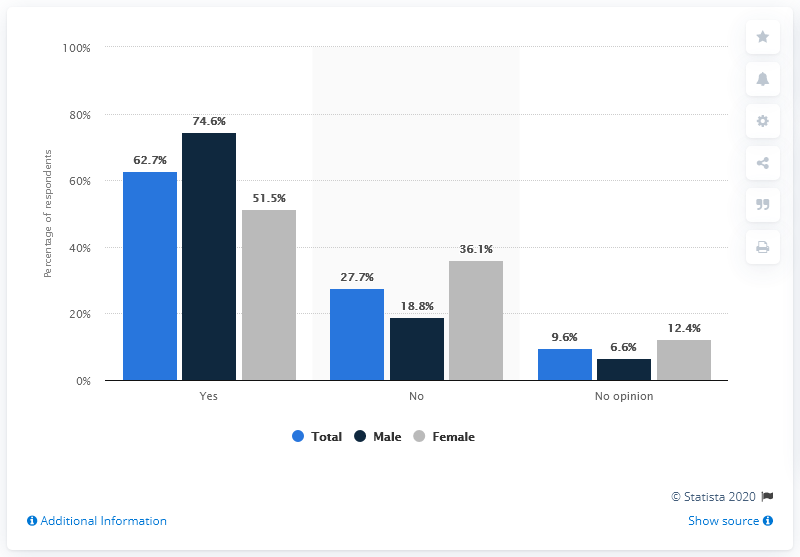 100%
80%
60%
40%
20%
0%
Percentage of respondents
62.7%
74.6%
51.5%
27.7%
18.8%
36.1%
9.6%
6.6%
12.4%
Yes
No
No opinion
Total
Male
Female
© Statista 2020
Additional Information
Show source